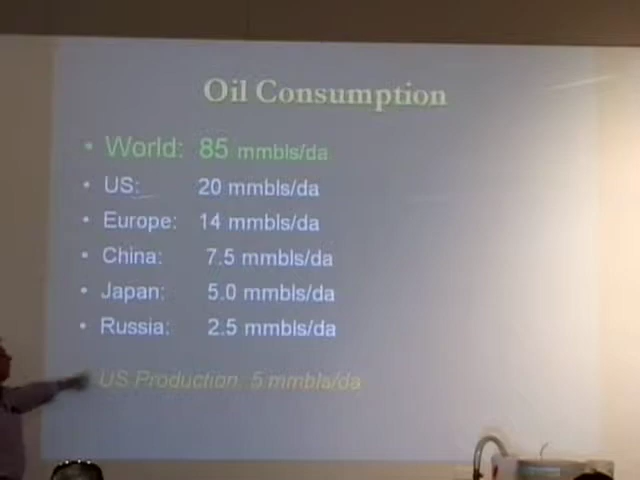 Oil Consumption
• World: 85 mmbls/da
• US: 20 mmbls/da
• Europe: 14 mmbls/da
• China: 7.5 mmbls/da
• Japan: 5.0 mmbls/da
• Russia: 2.5 mmbls/da
US Production: 5 mmbls/da